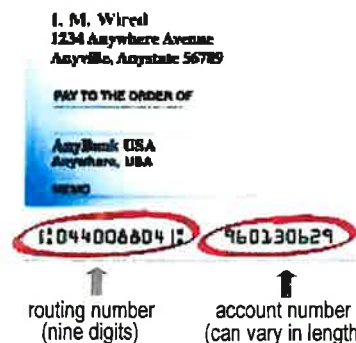 I. M. Wired
1234 Anywhere Avenue
Anyville, Anystate 56789
PAY TO THE ORDER OF
AnyBank USA
Anywhere, USA
MEMO
⑆044008804⑆ 960130629
routing number account number
(nine digits) (can vary in length